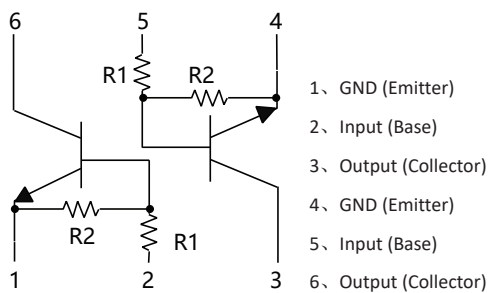 6 5 4
R1 R2
1、GND (Emitter)
2、Input (Base)
3、Output (Collector)
4、GND (Emitter)
R2 R1
5、Input (Base)
1 2 3
6、Output (Collector)